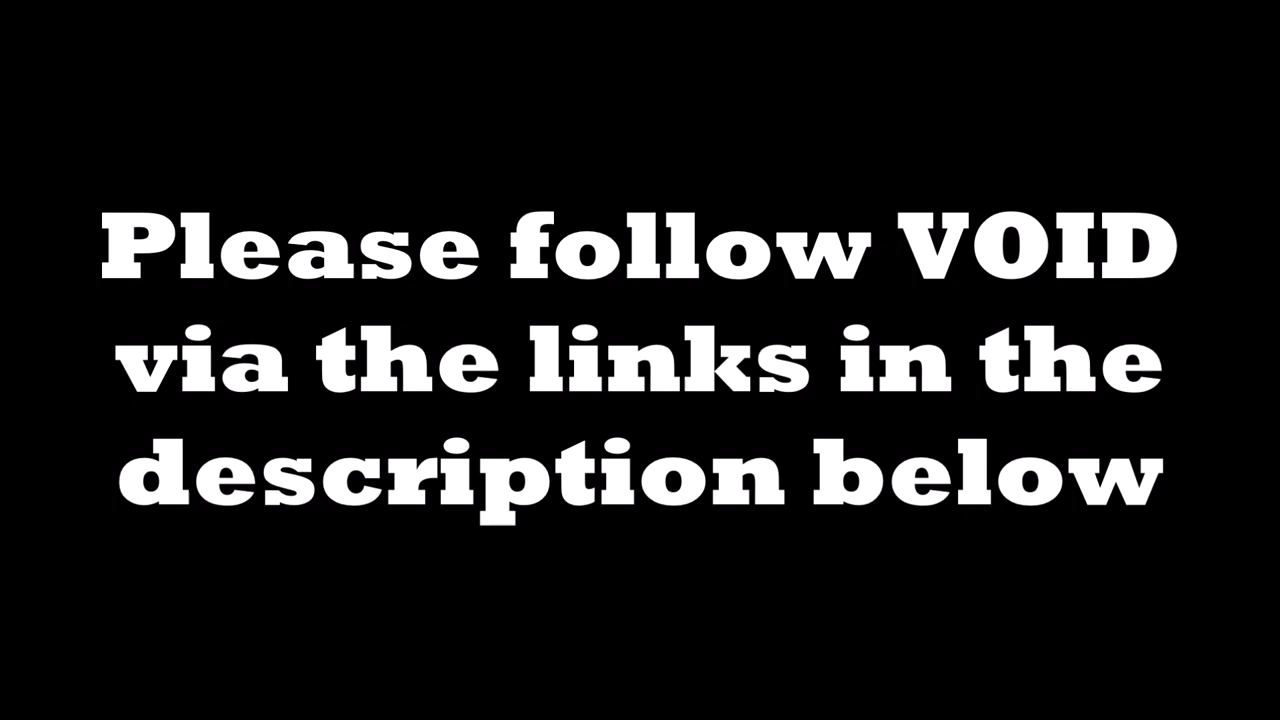 Please follow VOID
via the links in the
description below